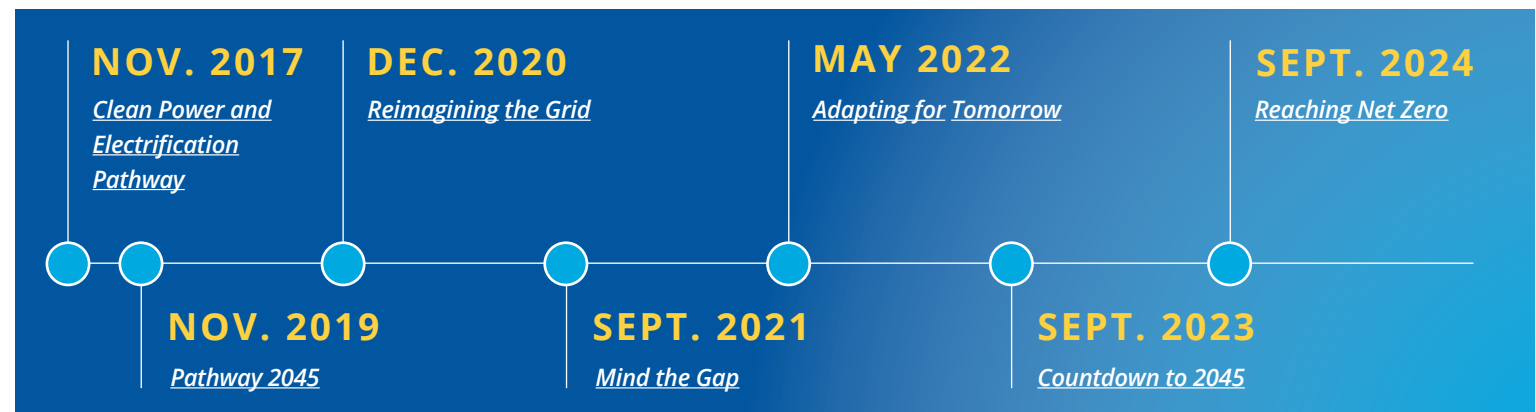 NOV. 2017
Clean Power and
Electrification
Pathway
DEC. 2020
Reimagining the Grid
MAY 2022
Adapting for Tomorrow
SEPT. 2024
Reaching Net Zero
NOV. 2019
Pathway 2045
SEPT. 2021
Mind the Gap
SEPT. 2023
Countdown to 2045